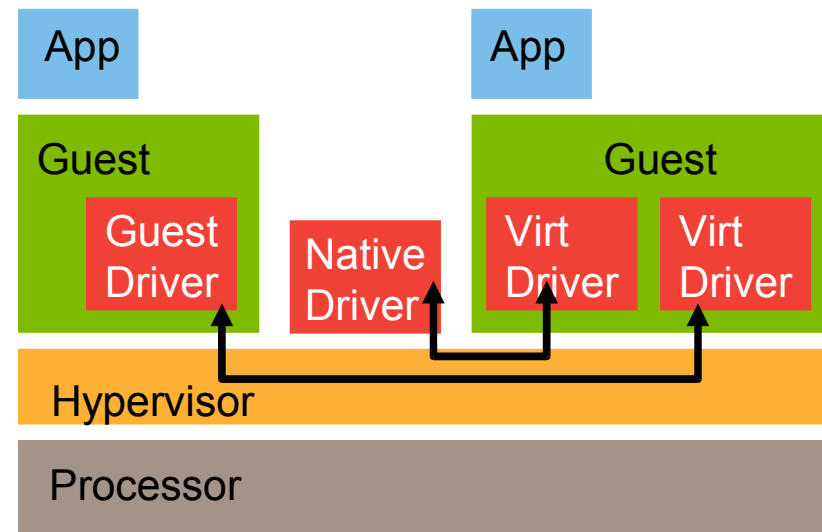 App
App
Guest
Guest
Guest
Driver
Native
Driver
Virt
Driver
Virt
Driver
Hypervisor
Processor